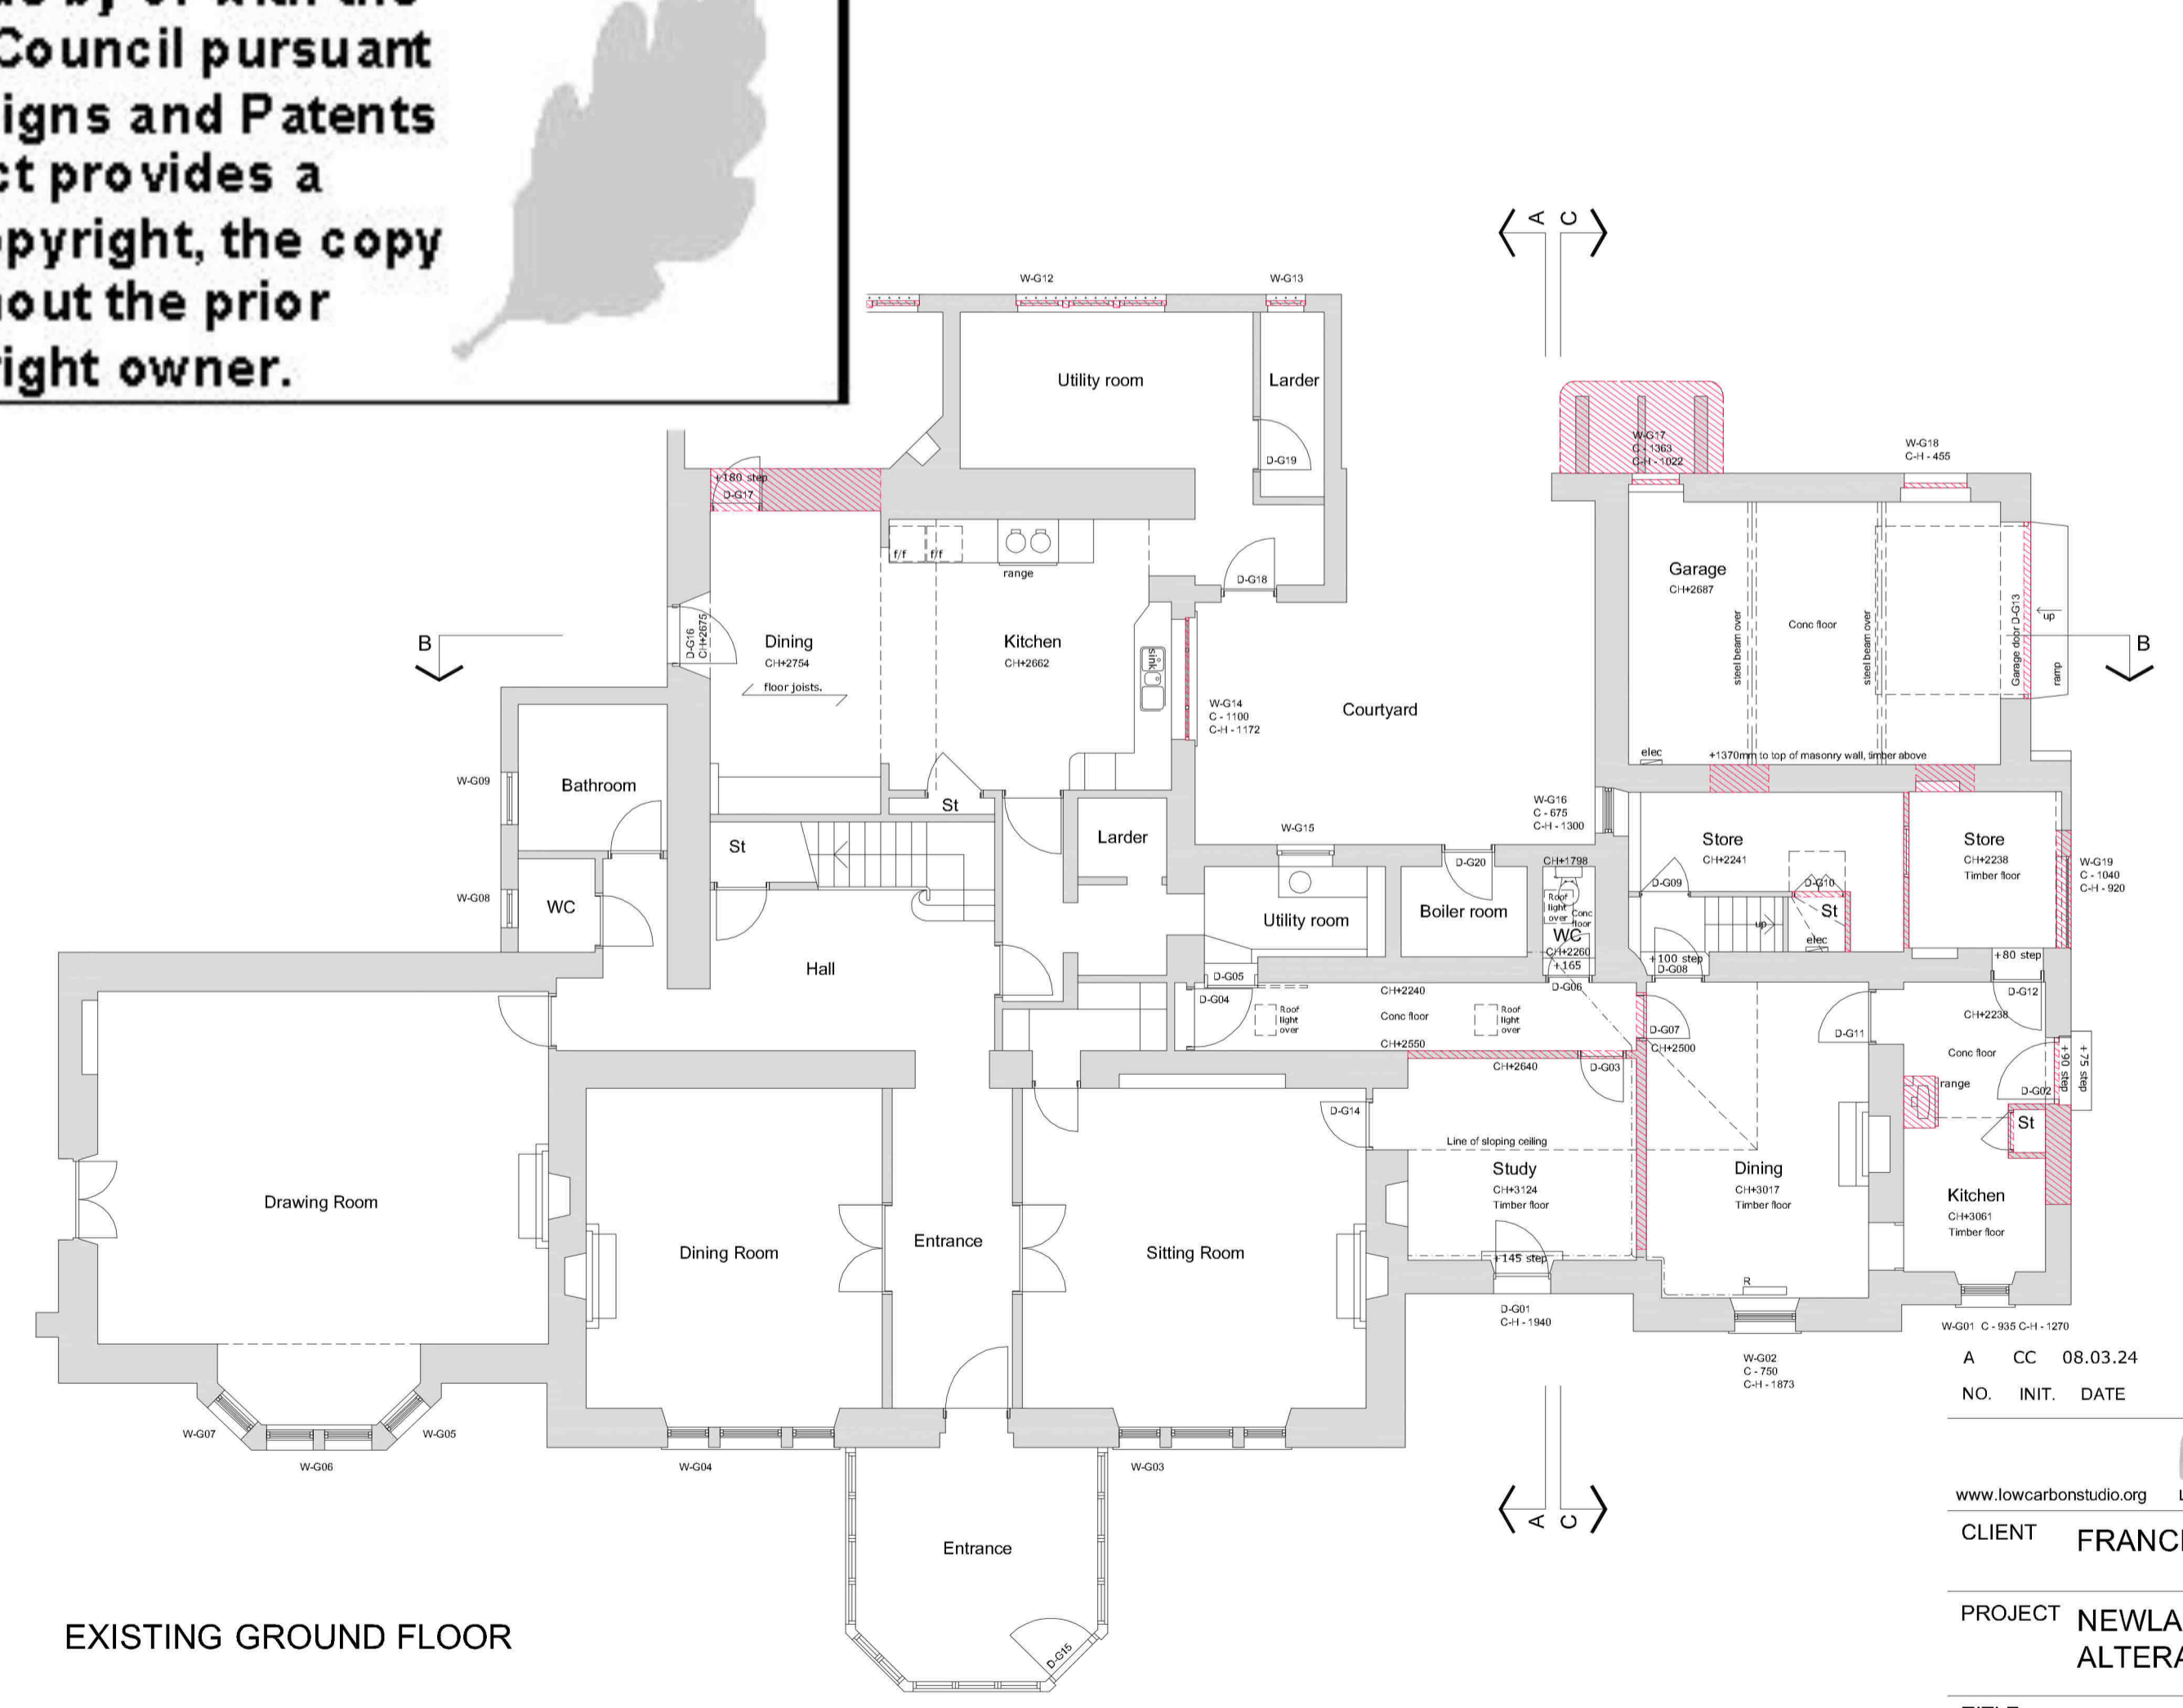 Council pursuant
igns and Patents
ct provides a
pyright, the copy
out the prior
ight owner.
A C
W-G12
W-G13
Utility room
Larder
D-G19
W-G17
C - 1363
C-H - 1022
W-G18
C-H - 455
+180 step
D-G17
f/f
f/f
range
D-G18
Garage
CH+2687
steel beam over
Conc floor
steel beam over
Garage door D-G13
up
ramp
B
B
D-G16
CH+2675
Dining
CH+2754
floor joists.
Kitchen
CH+2662
sink
W-G14
C - 1100
C-H - 1172
Courtyard
elec
+1370mm to top of masonry wall, timber above
W-G09
Bathroom
St
St
Larder
W-G15
W-G16
C - 675
C-H - 1300
Store
CH+2241
Store
CH+2238
Timber floor
W-G19
C - 1040
C-H - 920
W-G08
WC
Hall
Utility room
Boiler room
D-G20
CH+1798
Roof
light
over
Conc
floor
WC
CH+2260
+165
D-G09
D-G10
St
up
elec
+100 step
D-G08
+80 step
D-G05
D-G04
D-G06
CH+2240
Roof
light
over
Conc floor
Roof
light
over
CH+2550
D-G07
CH+2500
D-G11
D-G12
CH+2238
Conc floor
CH+2640
D-G03
range
D-G02
+90 step
+75 step
D-G14
St
Line of sloping ceiling
Drawing Room
Dining Room
Entrance
Sitting Room
Study
CH+3124
Timber floor
Dining
CH+3017
Timber floor
Kitchen
CH+3061
Timber floor
+145 step
R
D-G01
C-H - 1940
W-G01 C - 935 C-H - 1270
W-G02
C - 750
C-H - 1873
A CC 08.03.24
NO. INIT. DATE
W-G07
W-G05
W-G06
W-G04
W-G03
A C
www.lowcarbonstudio.org
CLIENT FRANC
Entrance
D-G15
PROJECT NEWLA
ALTERA
EXISTING GROUND FLOOR